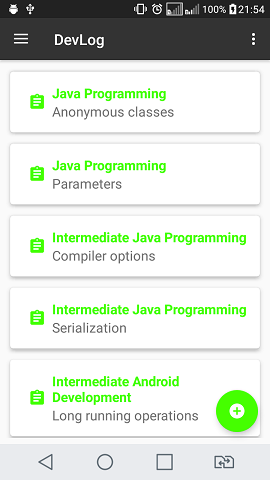 100% 21:54
DevLog
Java Programming
Anonymous classes
Java Programming
Parameters
Intermediate Java Programming
Compiler options
Intermediate Java Programming
Serialization
Intermediate Android
Development
Long running operations